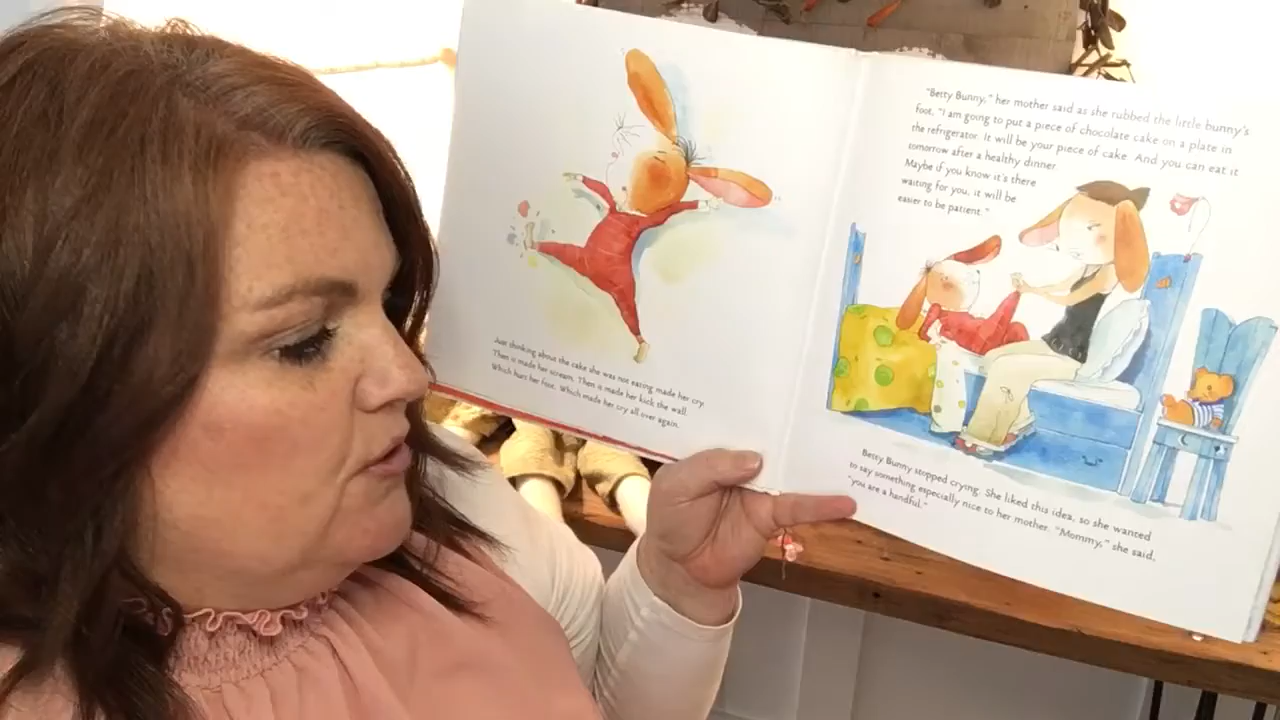 Just thinking about the cake she was not eating made her cry.
Then is made her scream. Then is made her kick the wall.
Which hurt her foot. Which made her cry all over again.
"Betty Bunny," her mother said as she rubbed the little bunny's
foot. "I am going to put a piece of chocolate cake on a plate in
the refrigerator. It will be your piece of cake. And you can eat it
tomorrow after a healthy dinner.
Maybe if you know it's there
waiting for you, it will be
easier to be patient."
Betty Bunny stopped crying. She liked this idea, so she wanted
to say something especially nice to her mother. "Mommy," she said,
"you are a handful."